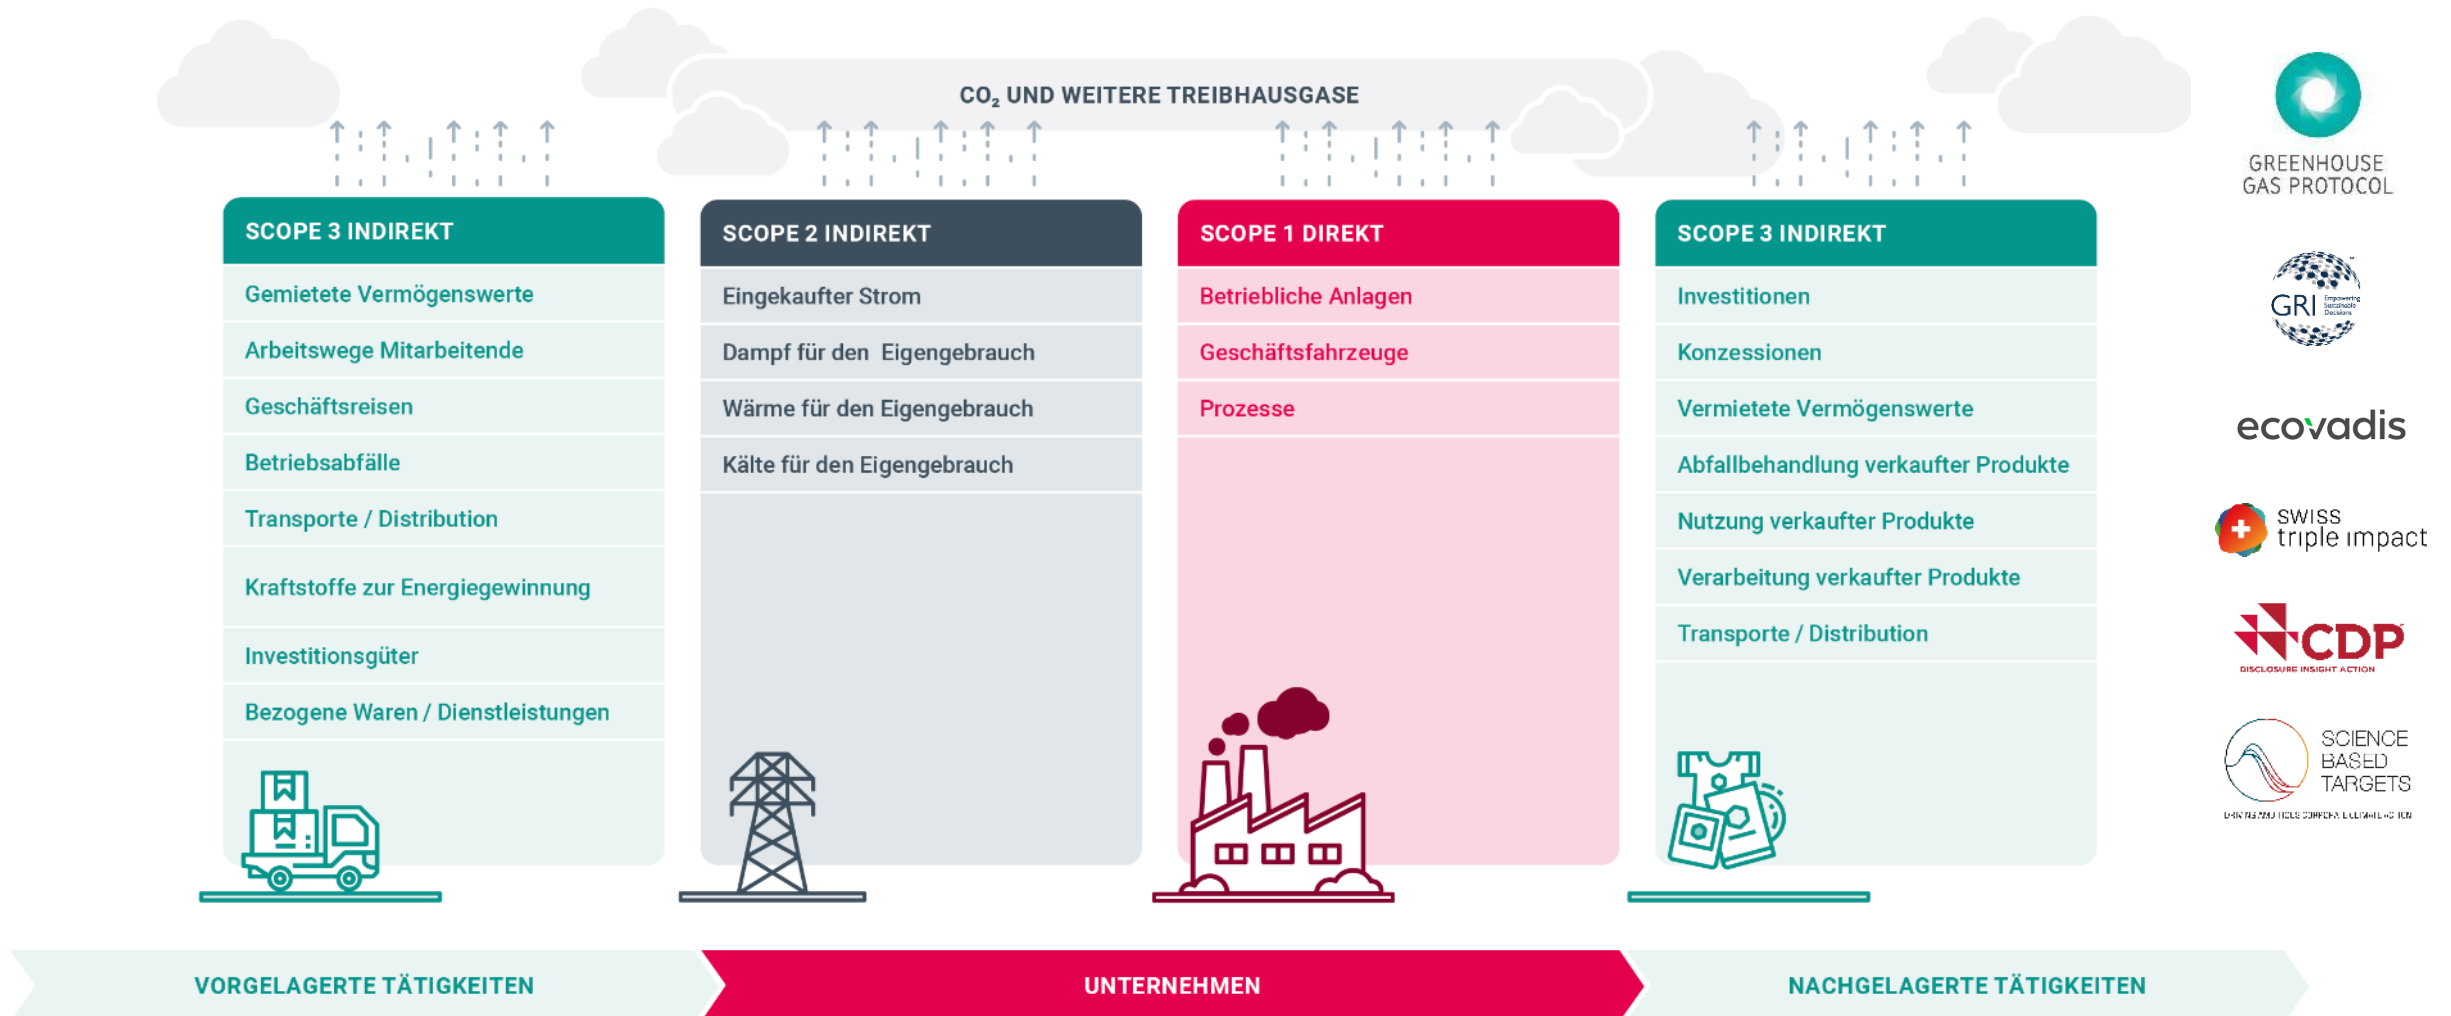 CO₂ UND WEITERE TREIBHAUSGASE
SCOPE 3 INDIREKT
Gemietete Vermögenswerte
Arbeitswege Mitarbeitende
Geschäftsreisen
Betriebsabfälle
Transporte / Distribution
Kraftstoffe zur Energiegewinnung
Investitionsgüter
Bezogene Waren / Dienstleistungen
SCOPE 2 INDIREKT
Eingekaufter Strom
Dampf für den Eigengebrauch
Wärme für den Eigengebrauch
Kälte für den Eigengebrauch
SCOPE 1 DIREKT
Betriebliche Anlagen
Geschäftsfahrzeuge
Prozesse
SCOPE 3 INDIREKT
Investitionen
Konzessionen
Vermietete Vermögenswerte
Abfallbehandlung verkaufter Produkte
Nutzung verkaufter Produkte
Verarbeitung verkaufter Produkte
Transporte / Distribution
VORGELAGERTE TÄTIGKEITEN
UNTERNEHMEN
NACHGELAGERTE TÄTIGKEITEN
GREENHOUSE
GAS PROTOCOL
GRI
Empowering
Sustainable
Decisions
ecovadis
SWISS
triple impact
CDP
DISCLOSURE INSIGHT ACTION
SCIENCE
BASED
TARGETS